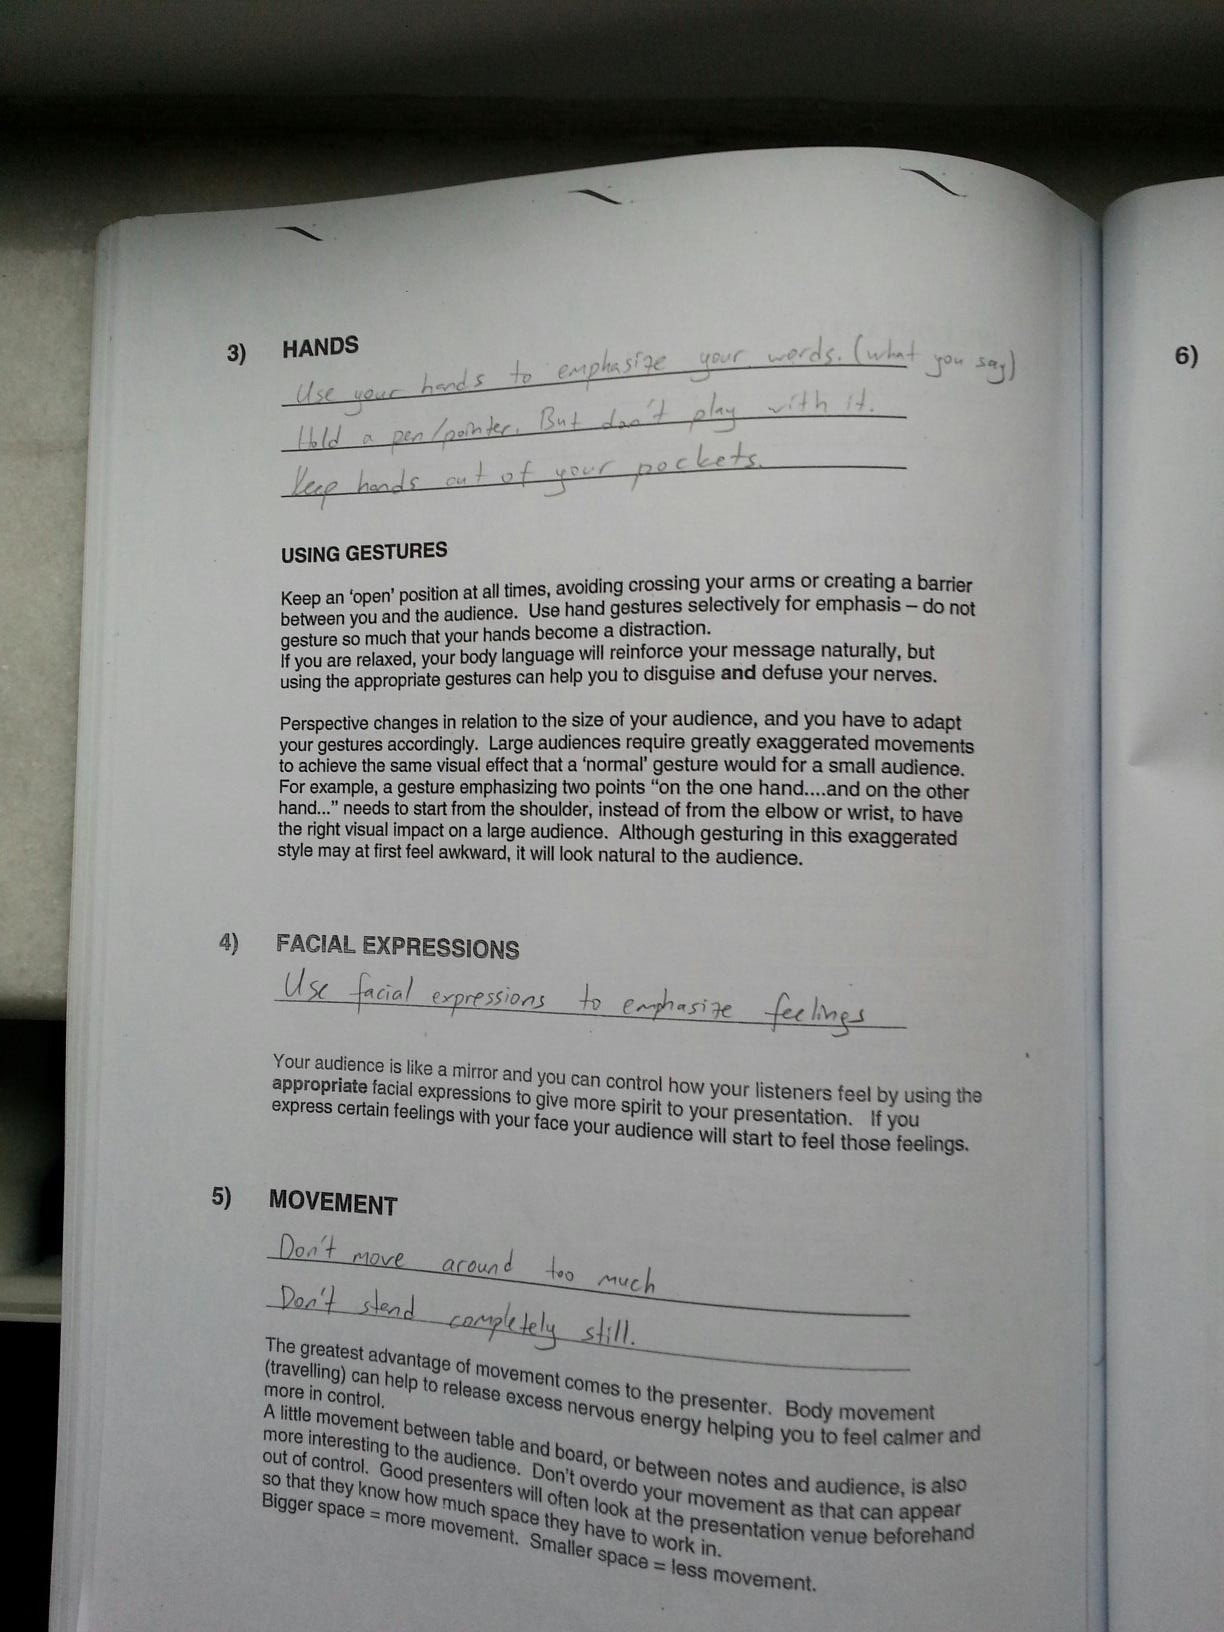 3) HANDS
Use your hands to emphasize your words. (what you say)
Hold a pen/pointer. But don't play with it.
Keep hands out of your pockets.
USING GESTURES
Keep an 'open' position at all times, avoiding crossing your arms or creating a barrier
between you and the audience. Use hand gestures selectively for emphasis – do not
gesture so much that your hands become a distraction.
If you are relaxed, your body language will reinforce your message naturally, but
using the appropriate gestures can help you to disguise and defuse your nerves.
Perspective changes in relation to the size of your audience, and you have to adapt
your gestures accordingly. Large audiences require greatly exaggerated movements
to achieve the same visual effect that a 'normal' gesture would for a small audience.
For example, a gesture emphasizing two points "on the one hand....and on the other
hand..." needs to start from the shoulder, instead of from the elbow or wrist, to have
the right visual impact on a large audience. Although gesturing in this exaggerated
style may at first feel awkward, it will look natural to the audience.
4) FACIAL EXPRESSIONS
Use facial expressions to emphasize feelings
Your audience is like a mirror and you can control how your listeners feel by using the
appropriate facial expressions to give more spirit to your presentation. If you
express certain feelings with your face your audience will start to feel those feelings.
5) MOVEMENT
Don't move around too much
Don't stend completely still.
The greatest advantage of movement comes to the presenter. Body movement
(travelling) can help to release excess nervous energy helping you to feel calmer and
more in control.
A little movement between table and board, or between notes and audience, is also
more interesting to the audience. Don't overdo your movement as that can appear
out of control. Good presenters will often look at the presentation venue beforehand
so that they know how much space they have to work in.
Bigger space = more movement. Smaller space = less movement.
6)